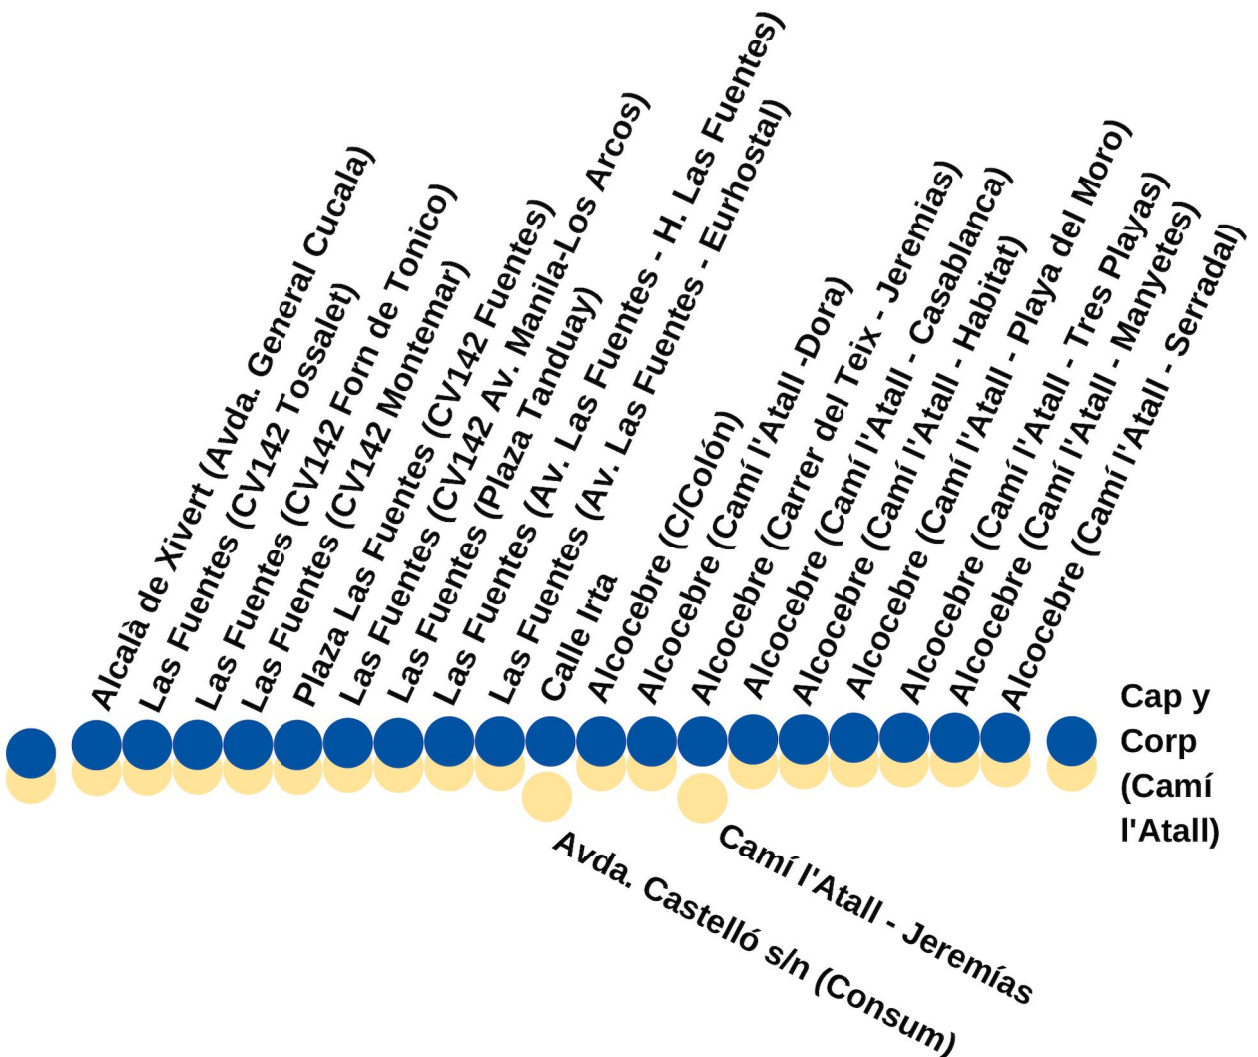 Alcalà de Xivert (Avda. General Cucala)
Las Fuentes (CV142 Tossalet)
Las Fuentes (CV142 Forn de Tonico)
Las Fuentes (CV142 Montemar)
Plaza Las Fuentes (CV142 Fuentes)
Las Fuentes (CV142 Av. Manila-Los Arcos)
Las Fuentes (Plaza Tanduay)
Las Fuentes (Av. Las Fuentes - H. Las Fuentes)
Las Fuentes (Av. Las Fuentes - Eurhostal)
Calle Irta
Alcocebre (C/Colón)
Alcocebre (Camí l'Atall -Dora)
Alcocebre (Carrer del Teix - Jeremias)
Alcocebre (Camí l'Atall - Casablanca)
Alcocebre (Camí l'Atall - Habitat)
Alcocebre (Camí l'Atall - Playa del Moro)
Alcocebre (Camí l'Atall - Tres Playas)
Alcocebre (Camí l'Atall - Manyetes)
Alcocebre (Camí l'Atall - Serradal)
Cap y
Corp
(Camí
l'Atall)
Avda. Castelló s/n (Consum)
Camí l'Atall - Jeremías